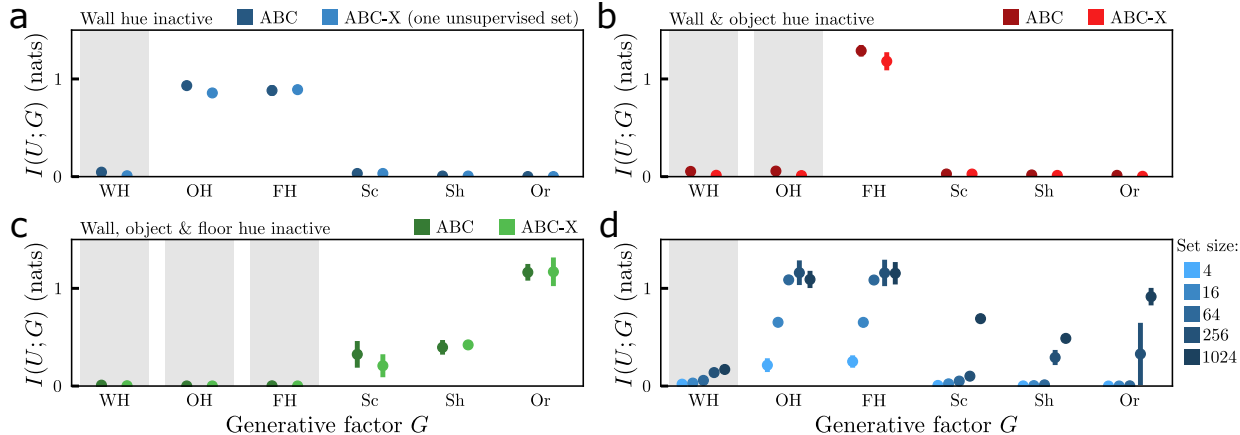 a
Wall hue inactive
ABC
ABC-X (one unsupervised set)
I(U; G) (nats)
1
0
WH
OH
FH
Sc
Sh
Or
b
Wall & object hue inactive
ABC
ABC-X
I(U; G) (nats)
1
0
WH
OH
FH
Sc
Sh
Or
c
Wall, object & floor hue inactive
ABC
ABC-X
I(U; G) (nats)
1
0
WH
OH
FH
Sc
Sh
Or
Generative factor G
d
I(U; G) (nats)
1
0
WH
OH
FH
Sc
Sh
Or
Generative factor G
Set size:
4
16
64
256
1024